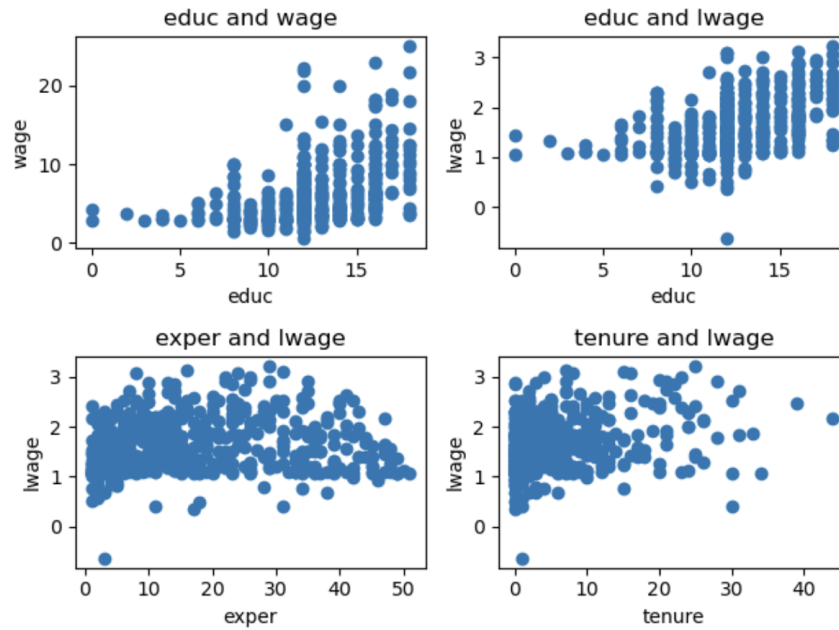 educ and wage
20
10
0
wage
0 5 10 15
educ
educ and lwage
3
2
1
0
lwage
0 5 10 15
educ
exper and lwage
3
2
1
0
lwage
0 10 20 30 40 50
exper
tenure and lwage
3
2
1
0
lwage
0 10 20 30 40
tenure